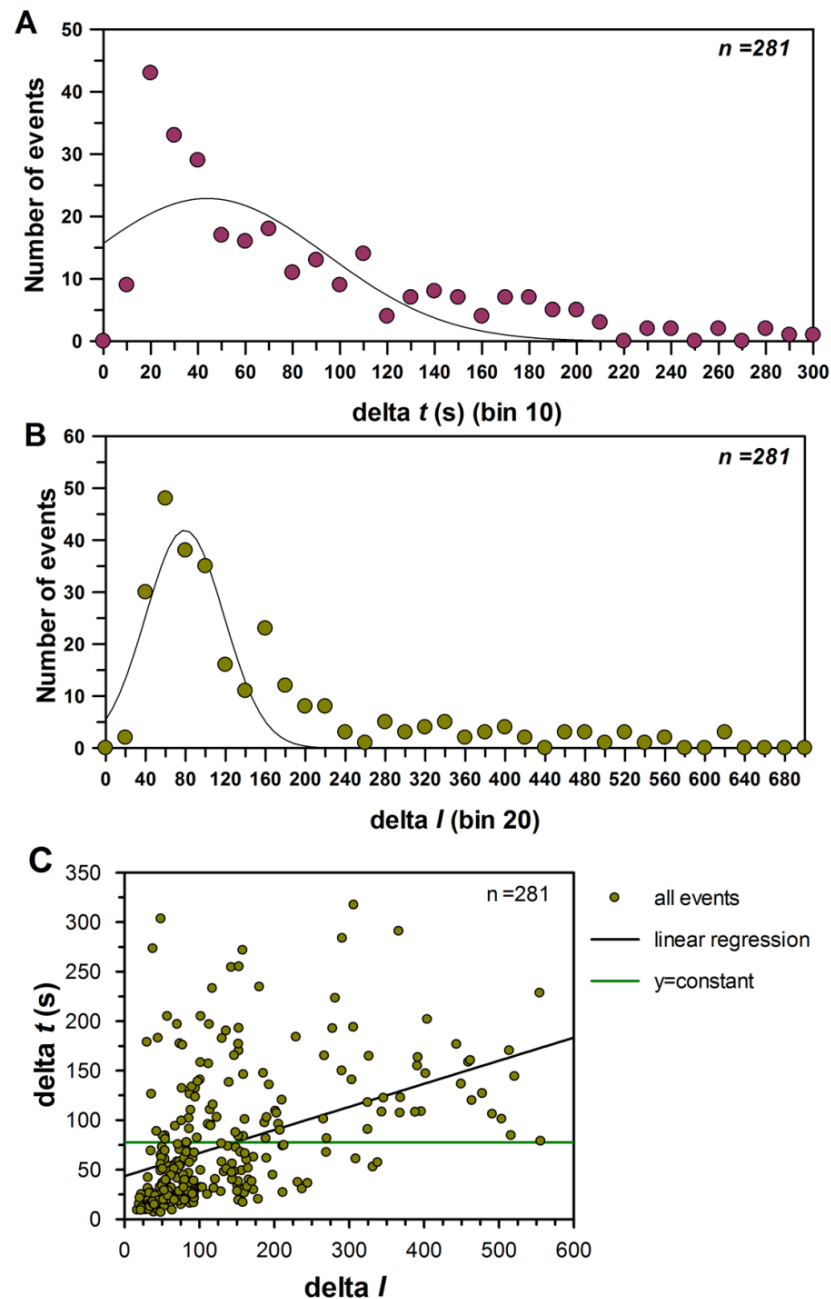 A
n =281
Number of events
50
40
30
20
10
0
0 20 40 60 80 100 120 140 160 180 200 220 240 260 280 300
delta t (s) (bin 10)
B
n =281
Number of events
60
50
40
30
20
10
0
0 40 80 120 160 200 240 280 320 360 400 440 480 520 560 600 640 680
delta I (bin 20)
C
n =281
delta t (s)
350
300
250
200
150
100
50
0
0 100 200 300 400 500 600
delta I
all events
linear regression
y=constant